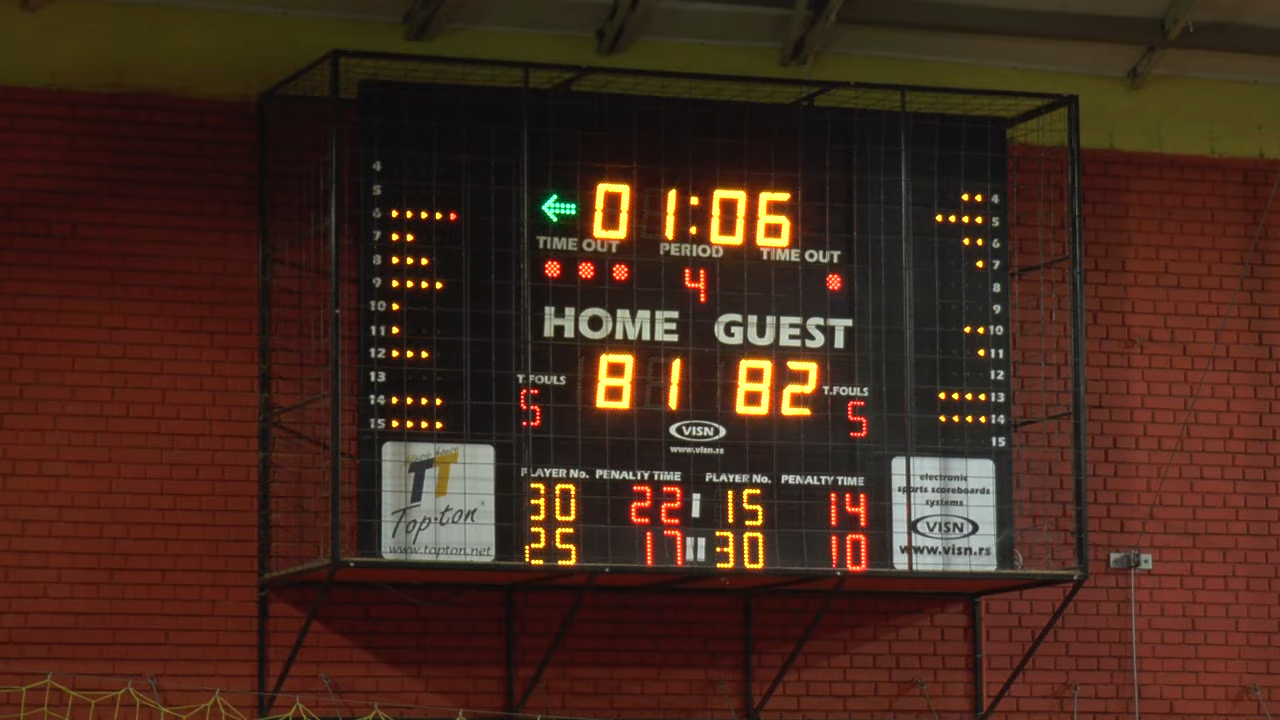 01:06
TIME OUT PERIOD TIME OUT
4
HOME GUEST
81 82
T.FOULS T.FOULS
5 5
VISN
www.visn.rs
PLAYER No. PENALTY TIME PLAYER No. PENALTY TIME
30 22 I 15 14
25 17 II 30 10
4
5
6
7
8
9
10
11
12
13
14
15
4
5
6
7
8
9
10
11
12
13
14
15
TT
Top·ton
www.topton.net
electronic
sports scoreboards
systems
VISN
www.visn.rs